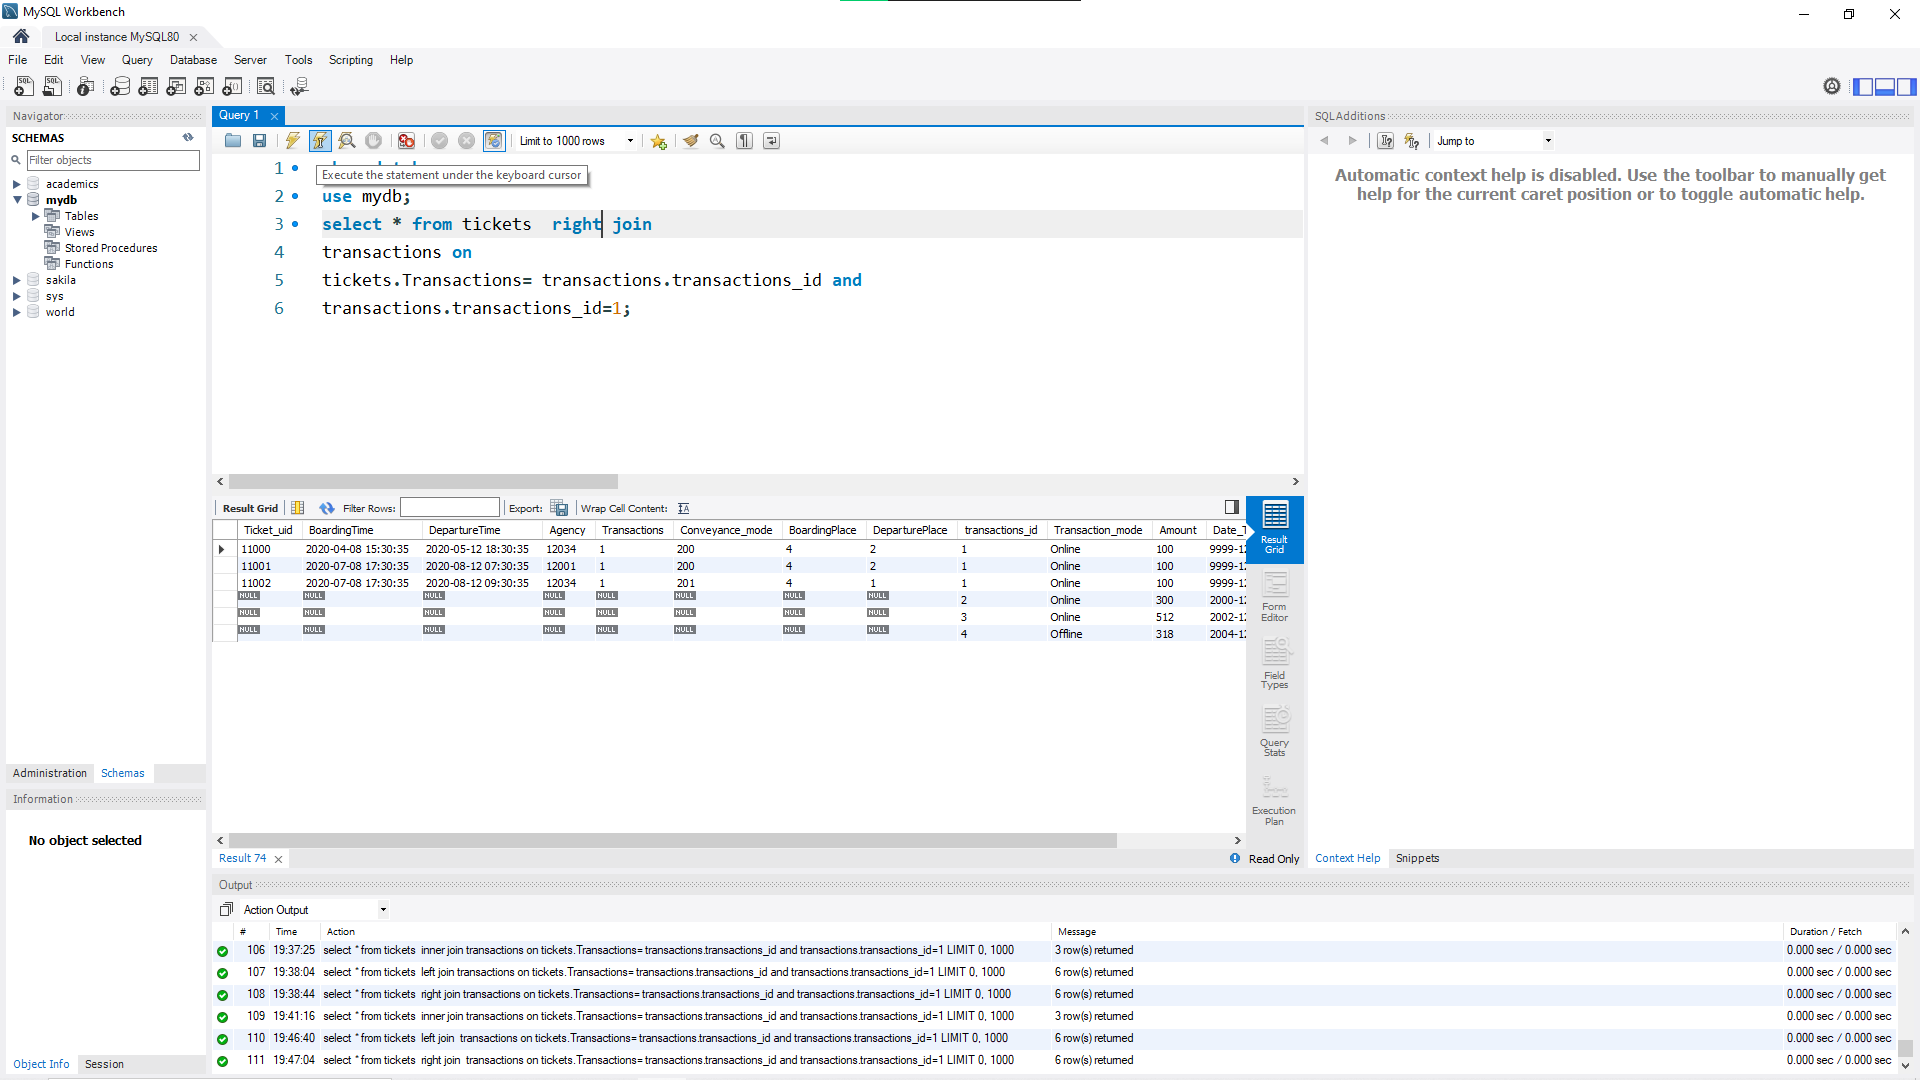 MySQL Workbench
Local instance MySQL80
File Edit View Query Database Server Tools Scripting Help
Navigator
SCHEMAS
Filter objects
academics
mydb
Tables
Views
Stored Procedures
Functions
sakila
sys
world
Administration Schemas
Information
No object selected
Object Info Session
Query 1
Limit to 1000 rows
1
Execute the statement under the keyboard cursor
2 use mydb;
3 select * from tickets right join
4 transactions on
5 tickets.Transactions= transactions.transactions_id and
6 transactions.transactions_id=1;
Result Grid Filter Rows: Export: Wrap Cell Content:
Ticket_uid BoardingTime DepartureTime Agency Transactions Conveyance_mode BoardingPlace DeparturePlace transactions_id Transaction_mode Amount Date_T
11000 2020-04-08 15:30:35 2020-05-12 18:30:35 12034 1 200 4 2 1 Online 100 9999-12
11001 2020-07-08 17:30:35 2020-08-12 07:30:35 12001 1 200 4 2 1 Online 100 9999-12
11002 2020-07-08 17:30:35 2020-08-12 09:30:35 12034 1 201 4 1 1 Online 100 9999-12
NULL NULL NULL NULL NULL NULL NULL NULL 2 Online 300 2000-12
NULL NULL NULL NULL NULL NULL NULL NULL 3 Online 512 2002-12
NULL NULL NULL NULL NULL NULL NULL NULL 4 Offline 318 2004-12
Result
Grid
Form
Editor
Field
Types
Query
Stats
Execution
Plan
Result 74
Read Only
SQLAdditions
Jump to
Automatic context help is disabled. Use the toolbar to manually get
help for the current caret position or to toggle automatic help.
Context Help Snippets
Output
Action Output
# Time Action Message Duration / Fetch
106 19:37:25 select * from tickets inner join transactions on tickets.Transactions= transactions.transactions_id and transactions.transactions_id=1 LIMIT 0, 1000 3 row(s) returned 0.000 sec / 0.000 sec
107 19:38:04 select * from tickets left join transactions on tickets.Transactions= transactions.transactions_id and transactions.transactions_id=1 LIMIT 0, 1000 6 row(s) returned 0.000 sec / 0.000 sec
108 19:38:44 select * from tickets right join transactions on tickets.Transactions= transactions.transactions_id and transactions.transactions_id=1 LIMIT 0, 1000 6 row(s) returned 0.000 sec / 0.000 sec
109 19:41:16 select * from tickets inner join transactions on tickets.Transactions= transactions.transactions_id and transactions.transactions_id=1 LIMIT 0, 1000 3 row(s) returned 0.000 sec / 0.000 sec
110 19:46:40 select * from tickets left join transactions on tickets.Transactions= transactions.transactions_id and transactions.transactions_id=1 LIMIT 0, 1000 6 row(s) returned 0.000 sec / 0.000 sec
111 19:47:04 select * from tickets right join transactions on tickets.Transactions= transactions.transactions_id and transactions.transactions_id=1 LIMIT 0, 1000 6 row(s) returned 0.000 sec / 0.000 sec